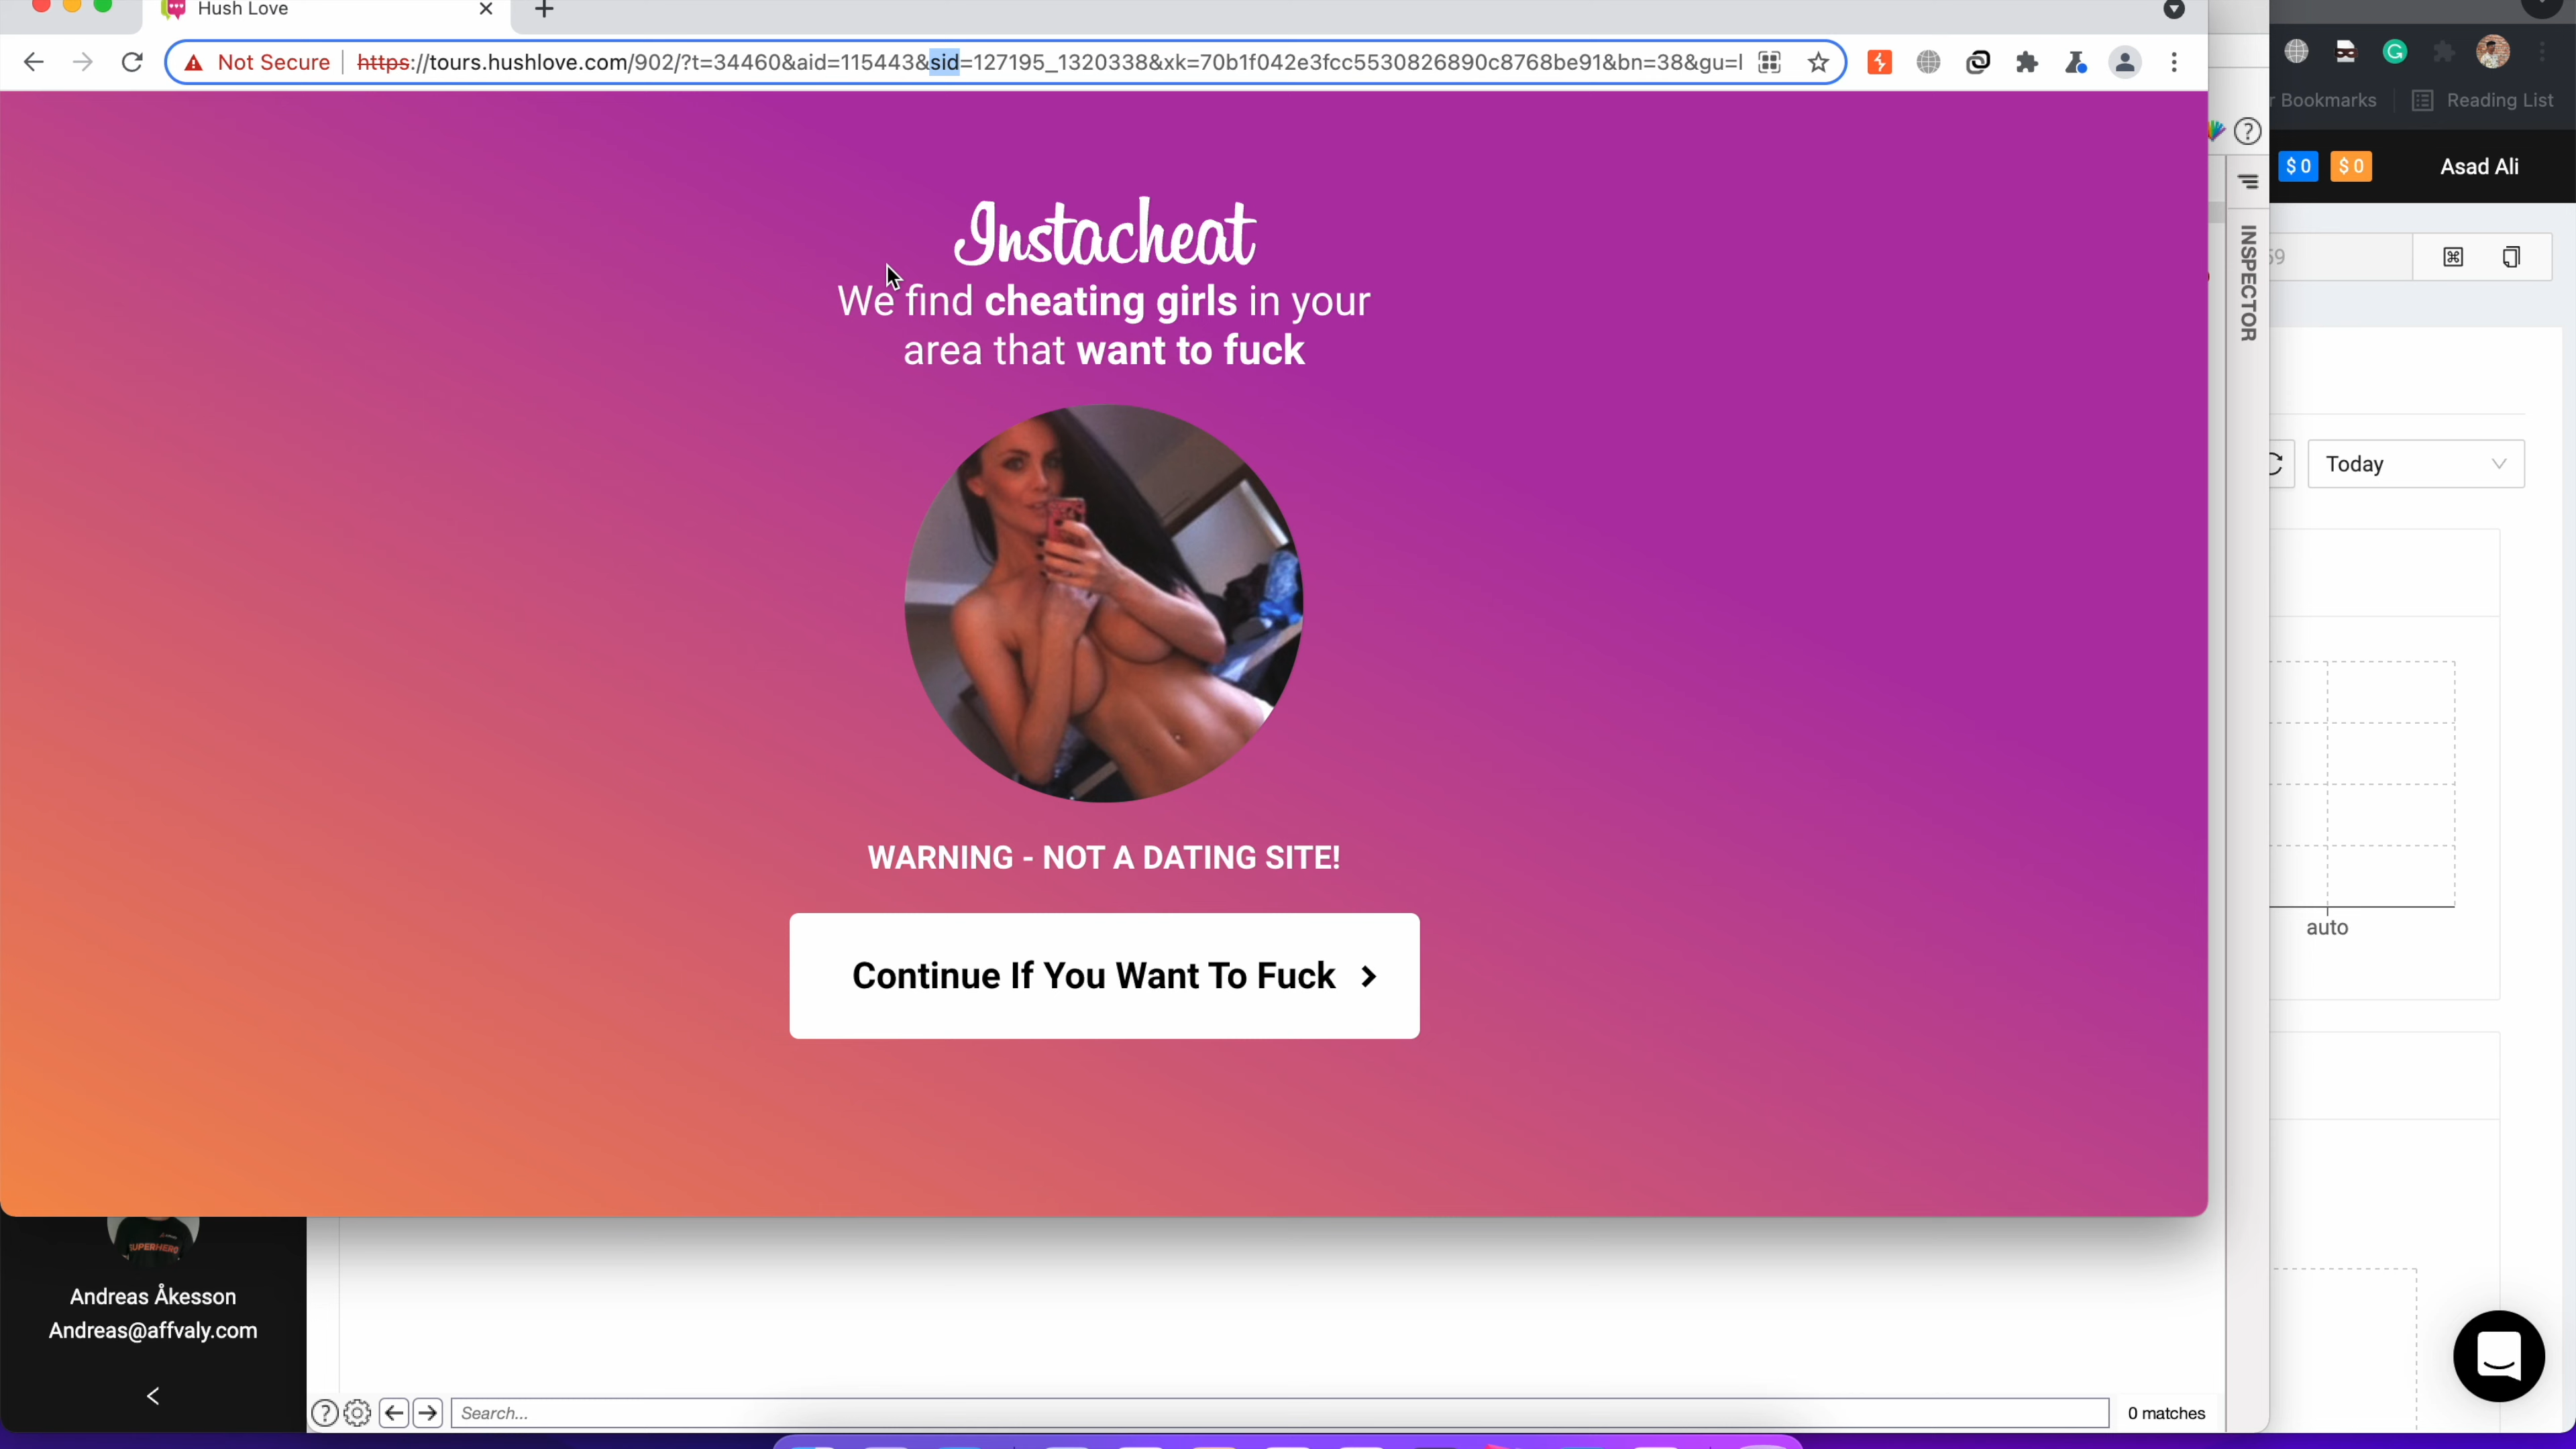 Hush Love
Not Secure https://tours.hushlove.com/902/?t=34460&aid=115443&sid=127195_1320338&xk=70b1f042e3fcc5530826890c8768be91&bn=38&gu=
Bookmarks
Reading List
$ 0 $ 0 Asad Ali
INSPECTOR
59
Instacheat
We find cheating girls in your
area that want to fuck
Today
WARNING - NOT A DATING SITE!
auto
Continue If You Want To Fuck
SUPERHERO
Andreas Åkesson
Andreas@affvaly.com
Search...
0 matches